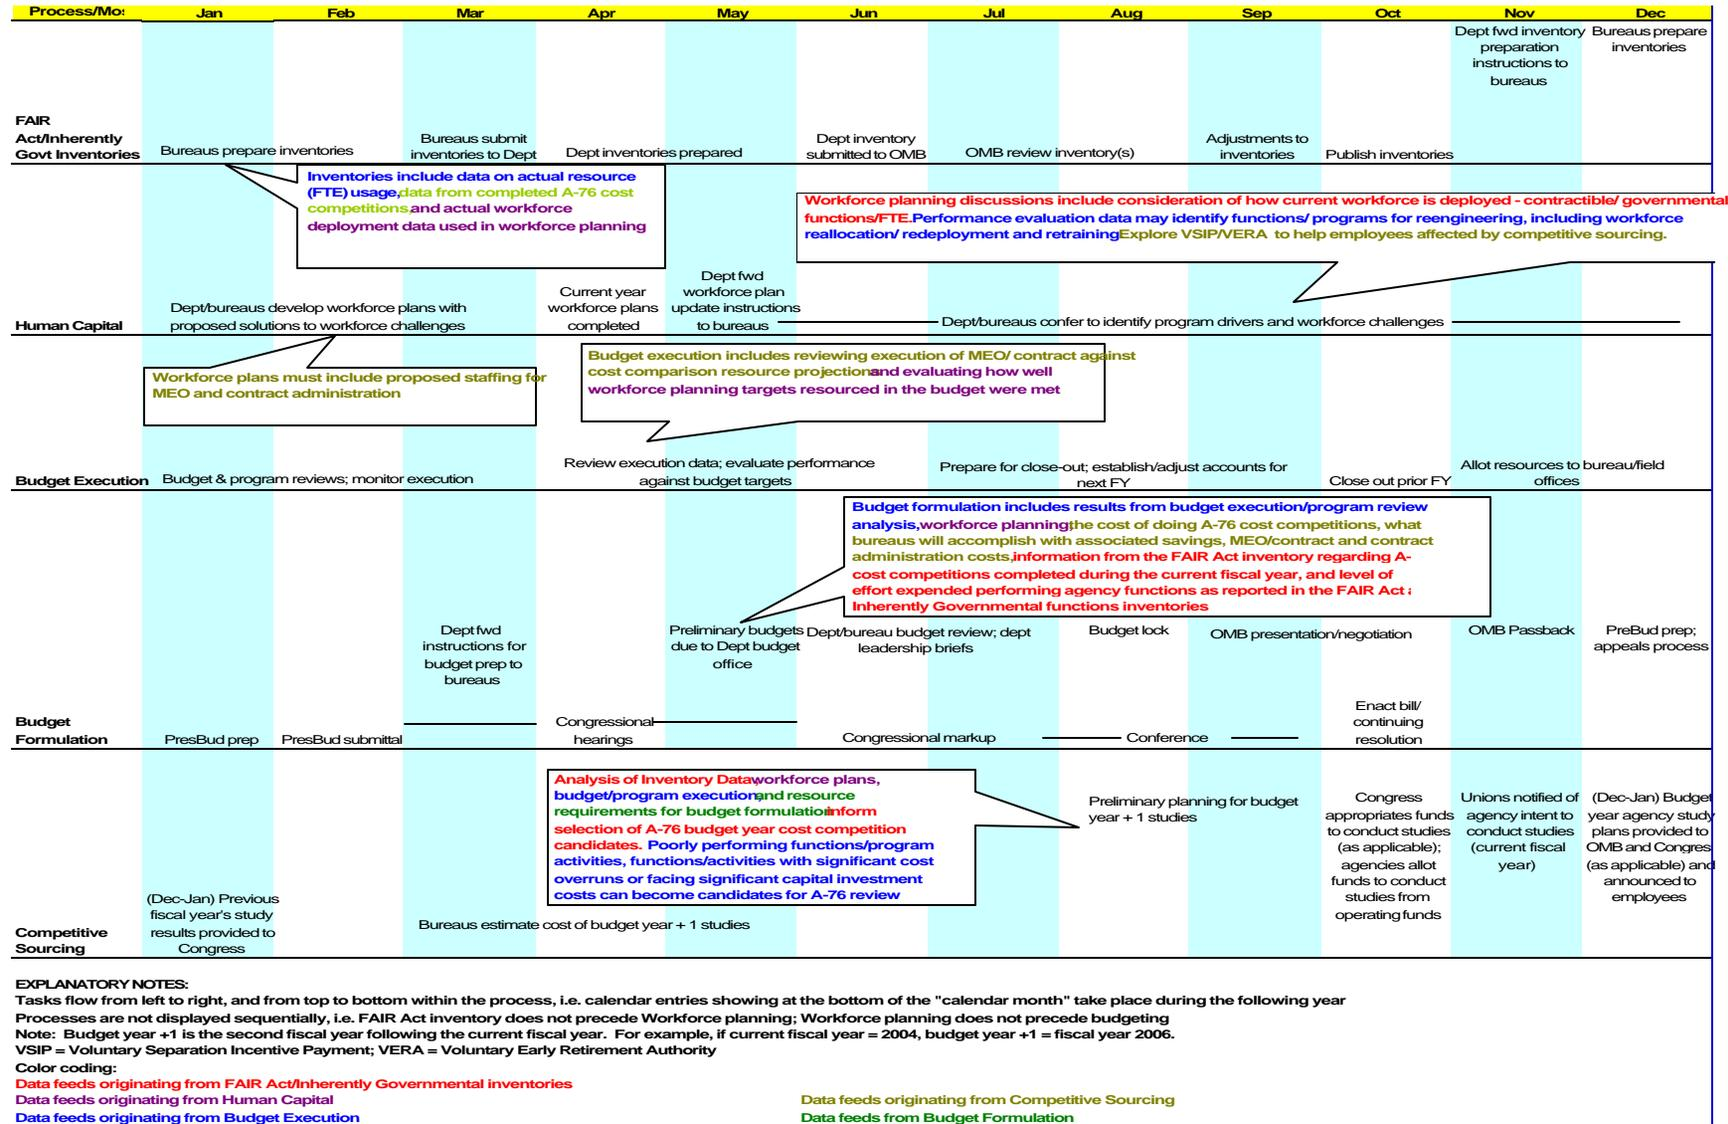 Process/Mo: Jan Feb Mar Apr May Jun Jul Aug Sep Oct Nov Dec
Dept fwd inventory
preparation
instructions to
bureaus
Bureaus prepare
inventories
FAIR
Act/Inherently
Govt Inventories
Bureaus prepare inventories
Bureaus submit
inventories to Dept
Dept inventories prepared
Dept inventory
submitted to OMB
OMB review inventory(s)
Adjustments to
inventories
Publish inventories
Inventories include data on actual resource
(FTE) usage,data from completed A-76 cost
competitions,and actual workforce
deployment data used in workforce planning
Workforce planning discussions include consideration of how current workforce is deployed - contractible/ governmental
functions/FTE.Performance evaluation data may identify functions/ programs for reengineering, including workforce
reallocation/ redeployment and retrainingExplore VSIP/VERA to help employees affected by competitive sourcing.
Human Capital
Dept/bureaus develop workforce plans with
proposed solutions to workforce challenges
Current year
workforce plans
completed
Dept fwd
workforce plan
update instructions
to bureaus
Dept/bureaus confer to identify program drivers and workforce challenges
Workforce plans must include proposed staffing for
MEO and contract administration
Budget execution includes reviewing execution of MEO/ contract against
cost comparison resource projectionsand evaluating how well
workforce planning targets resourced in the budget were met
Budget Execution
Budget & program reviews; monitor execution
Review execution data; evaluate performance
against budget targets
Prepare for close-out; establish/adjust accounts for
next FY
Close out prior FY
Allot resources to bureau/field
offices
Budget formulation includes results from budget execution/program review
analysis,workforce planning,the cost of doing A-76 cost competitions, what
bureaus will accomplish with associated savings, MEO/contract and contract
administration costs,information from the FAIR Act inventory regarding A-
cost competitions completed during the current fiscal year, and level of
effort expended performing agency functions as reported in the FAIR Act
Inherently Governmental functions inventories
Dept fwd
instructions for
budget prep to
bureaus
Preliminary budgets
due to Dept budget
office
Dept/bureau budget review; dept
leadership briefs
Budget lock
OMB presentation/negotiation
OMB Passback
PreBud prep;
appeals process
Budget
Formulation
PresBud prep
PresBud submittal
Congressional
hearings
Congressional markup
Conference
Enact bill/
continuing
resolution
Analysis of Inventory Data,workforce plans,
budget/program execution,and resource
requirements for budget formulationinform
selection of A-76 budget year cost competition
candidates. Poorly performing functions/program
activities, functions/activities with significant cost
overruns or facing significant capital investment
costs can become candidates for A-76 review
Competitive
Sourcing
(Dec-Jan) Previous
fiscal year's study
results provided to
Congress
Bureaus estimate cost of budget year + 1 studies
Preliminary planning for budget
year + 1 studies
Congress
appropriates funds
to conduct studies
(as applicable);
agencies allot
funds to conduct
studies from
operating funds
Unions notified of
agency intent to
conduct studies
(current fiscal
year)
(Dec-Jan) Budget
year agency study
plans provided to
OMB and Congres
(as applicable) and
announced to
employees
EXPLANATORY NOTES:
Tasks flow from left to right, and from top to bottom within the process, i.e. calendar entries showing at the bottom of the "calendar month" take place during the following year
Processes are not displayed sequentially, i.e. FAIR Act inventory does not precede Workforce planning; Workforce planning does not precede budgeting
Note: Budget year +1 is the second fiscal year following the current fiscal year. For example, if current fiscal year = 2004, budget year +1 = fiscal year 2006.
VSIP = Voluntary Separation Incentive Payment; VERA = Voluntary Early Retirement Authority
Color coding:
Data feeds originating from FAIR Act/Inherently Governmental inventories
Data feeds originating from Human Capital
Data feeds originating from Competitive Sourcing
Data feeds originating from Budget Execution
Data feeds from Budget Formulation